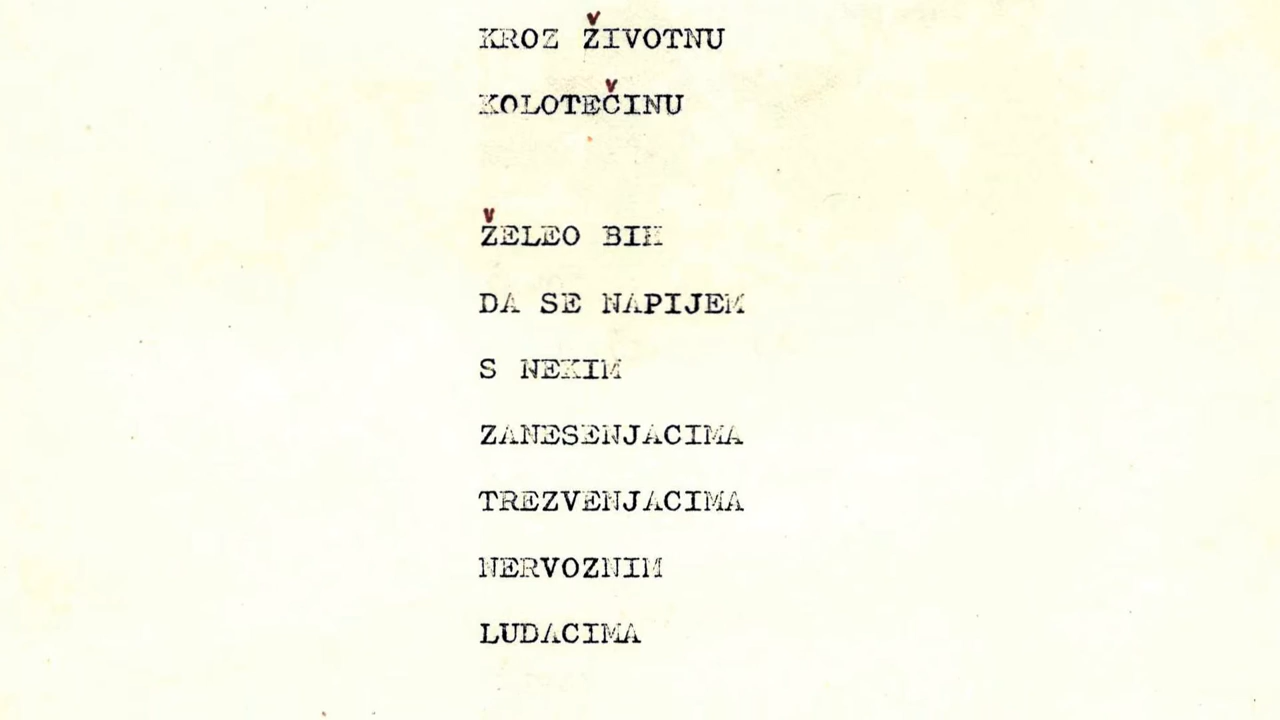 KROZ ŽIVOTNU
KOLOTEČINU
ŽELEO BIH
DA SE NAPIJEM
S NEKIM
ZANESENJACIMA
TREZVENJACIMA
NERVOZNIM
LUDACIMA